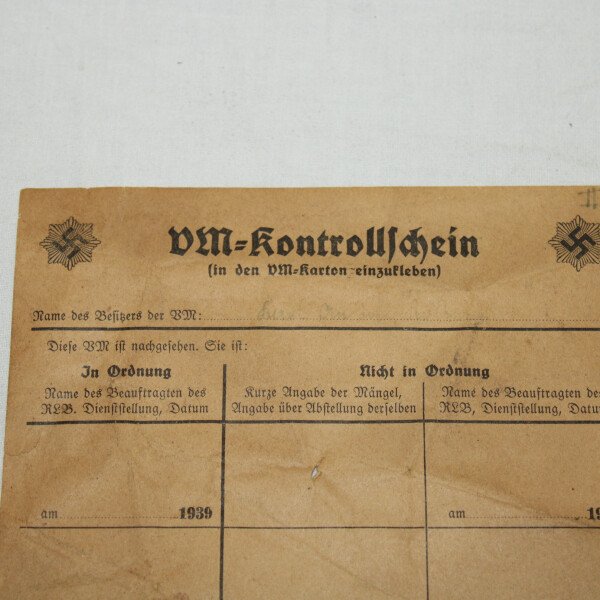 VM=Kontrollschein
(in den VM=Karton einzukleben)
Name des Besitzers der VM:
Diese VM ist nachgesehen. Sie ist:
In Ordnung
Nicht in Ordnung
Name des Beauftragten des
RLB. Dienststellung, Datum
Kurze Angabe der Mängel,
Angabe über Abstellung derselben
Name des Beauftragten des
RLB, Dienststellung, Datu
am 1939
am 19